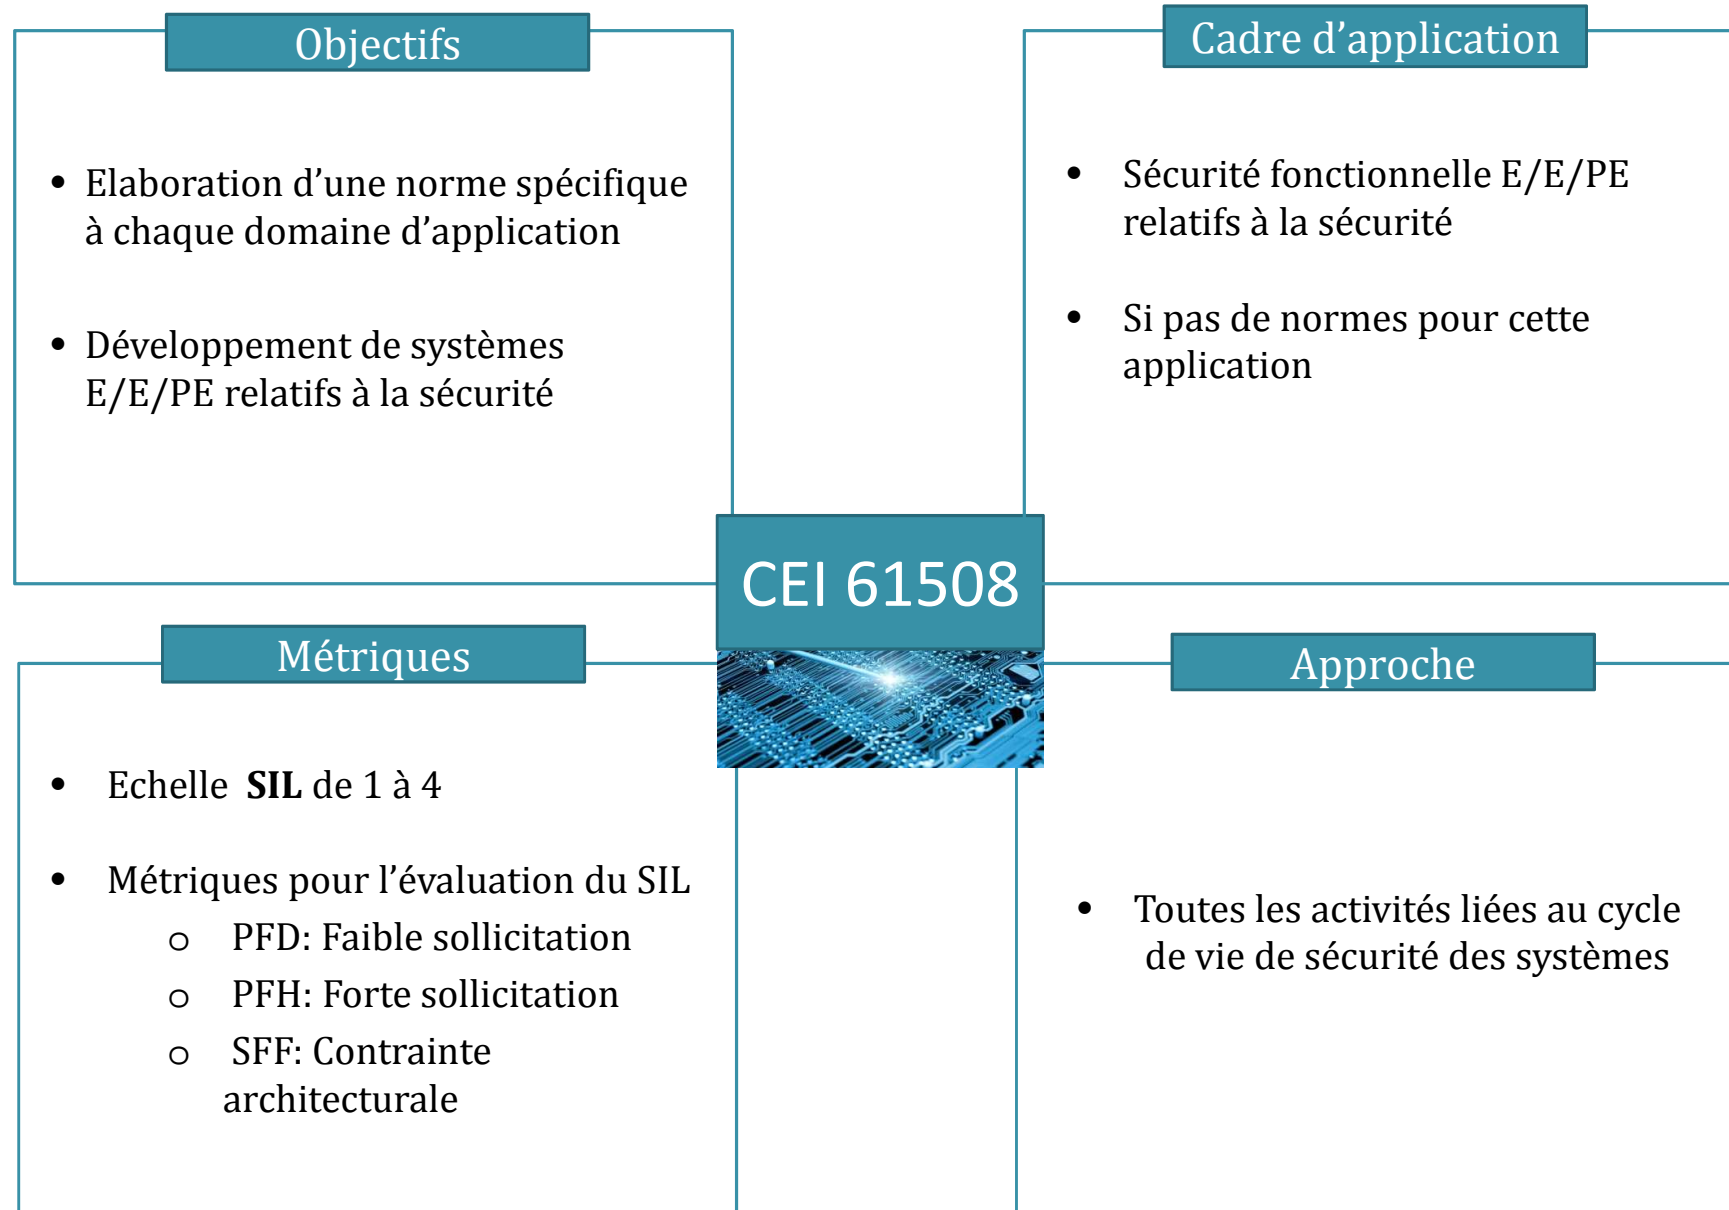 Objectifs
• Elaboration d’une norme spécifique
à chaque domaine d’application
• Développement de systèmes
E/E/PE relatifs à la sécurité
Cadre d’application
• Sécurité fonctionnelle E/E/PE
relatifs à la sécurité
• Si pas de normes pour cette
application
CEI 61508
Métriques
• Echelle SIL de 1 à 4
• Métriques pour l’évaluation du SIL
o PFD: Faible sollicitation
o PFH: Forte sollicitation
o SFF: Contrainte
architecturale
Approche
• Toutes les activités liées au cycle
de vie de sécurité des systèmes